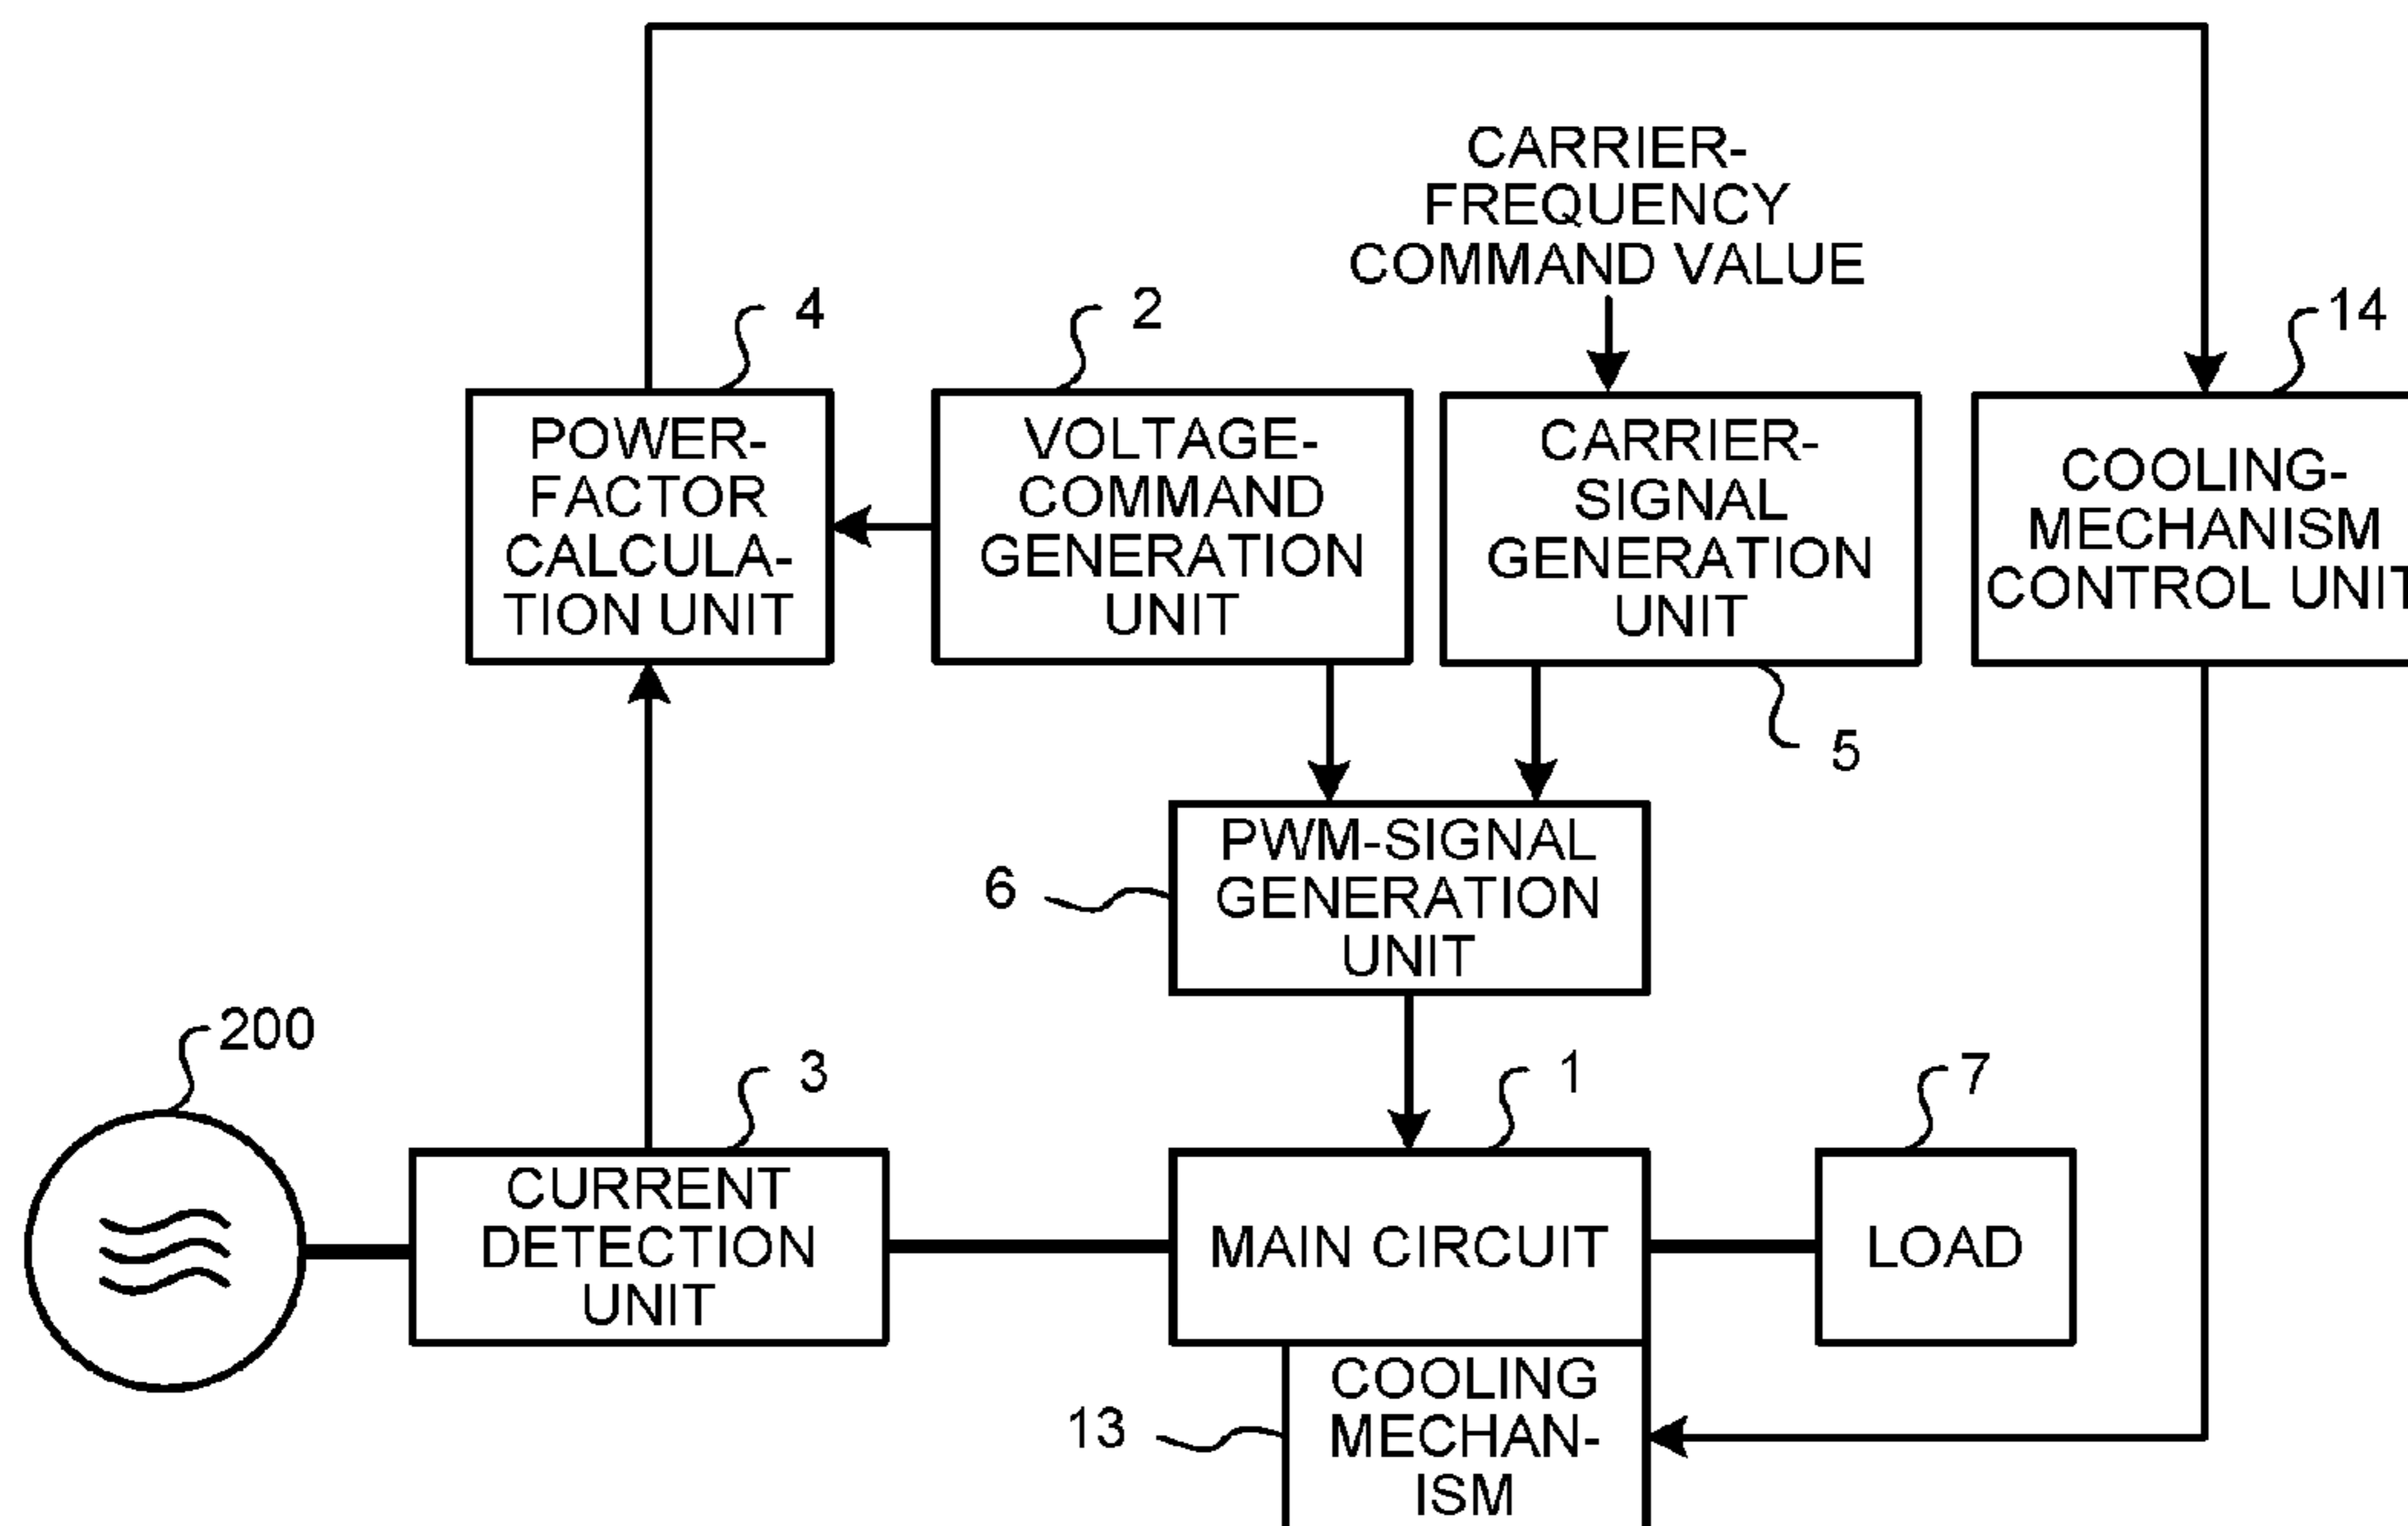 CARRIER-
FREQUENCY
COMMAND VALUE
4
2
14
POWER-
FACTOR
CALCULA-
TION UNIT
VOLTAGE-
COMMAND
GENERATION
UNIT
CARRIER-
SIGNAL
GENERATION
UNIT
COOLING-
MECHANISM
CONTROL UNIT
5
PWM-SIGNAL
GENERATION
UNIT
6
200
3
1
7
CURRENT
DETECTION
UNIT
MAIN CIRCUIT
LOAD
COOLING
MECHAN-
ISM
13